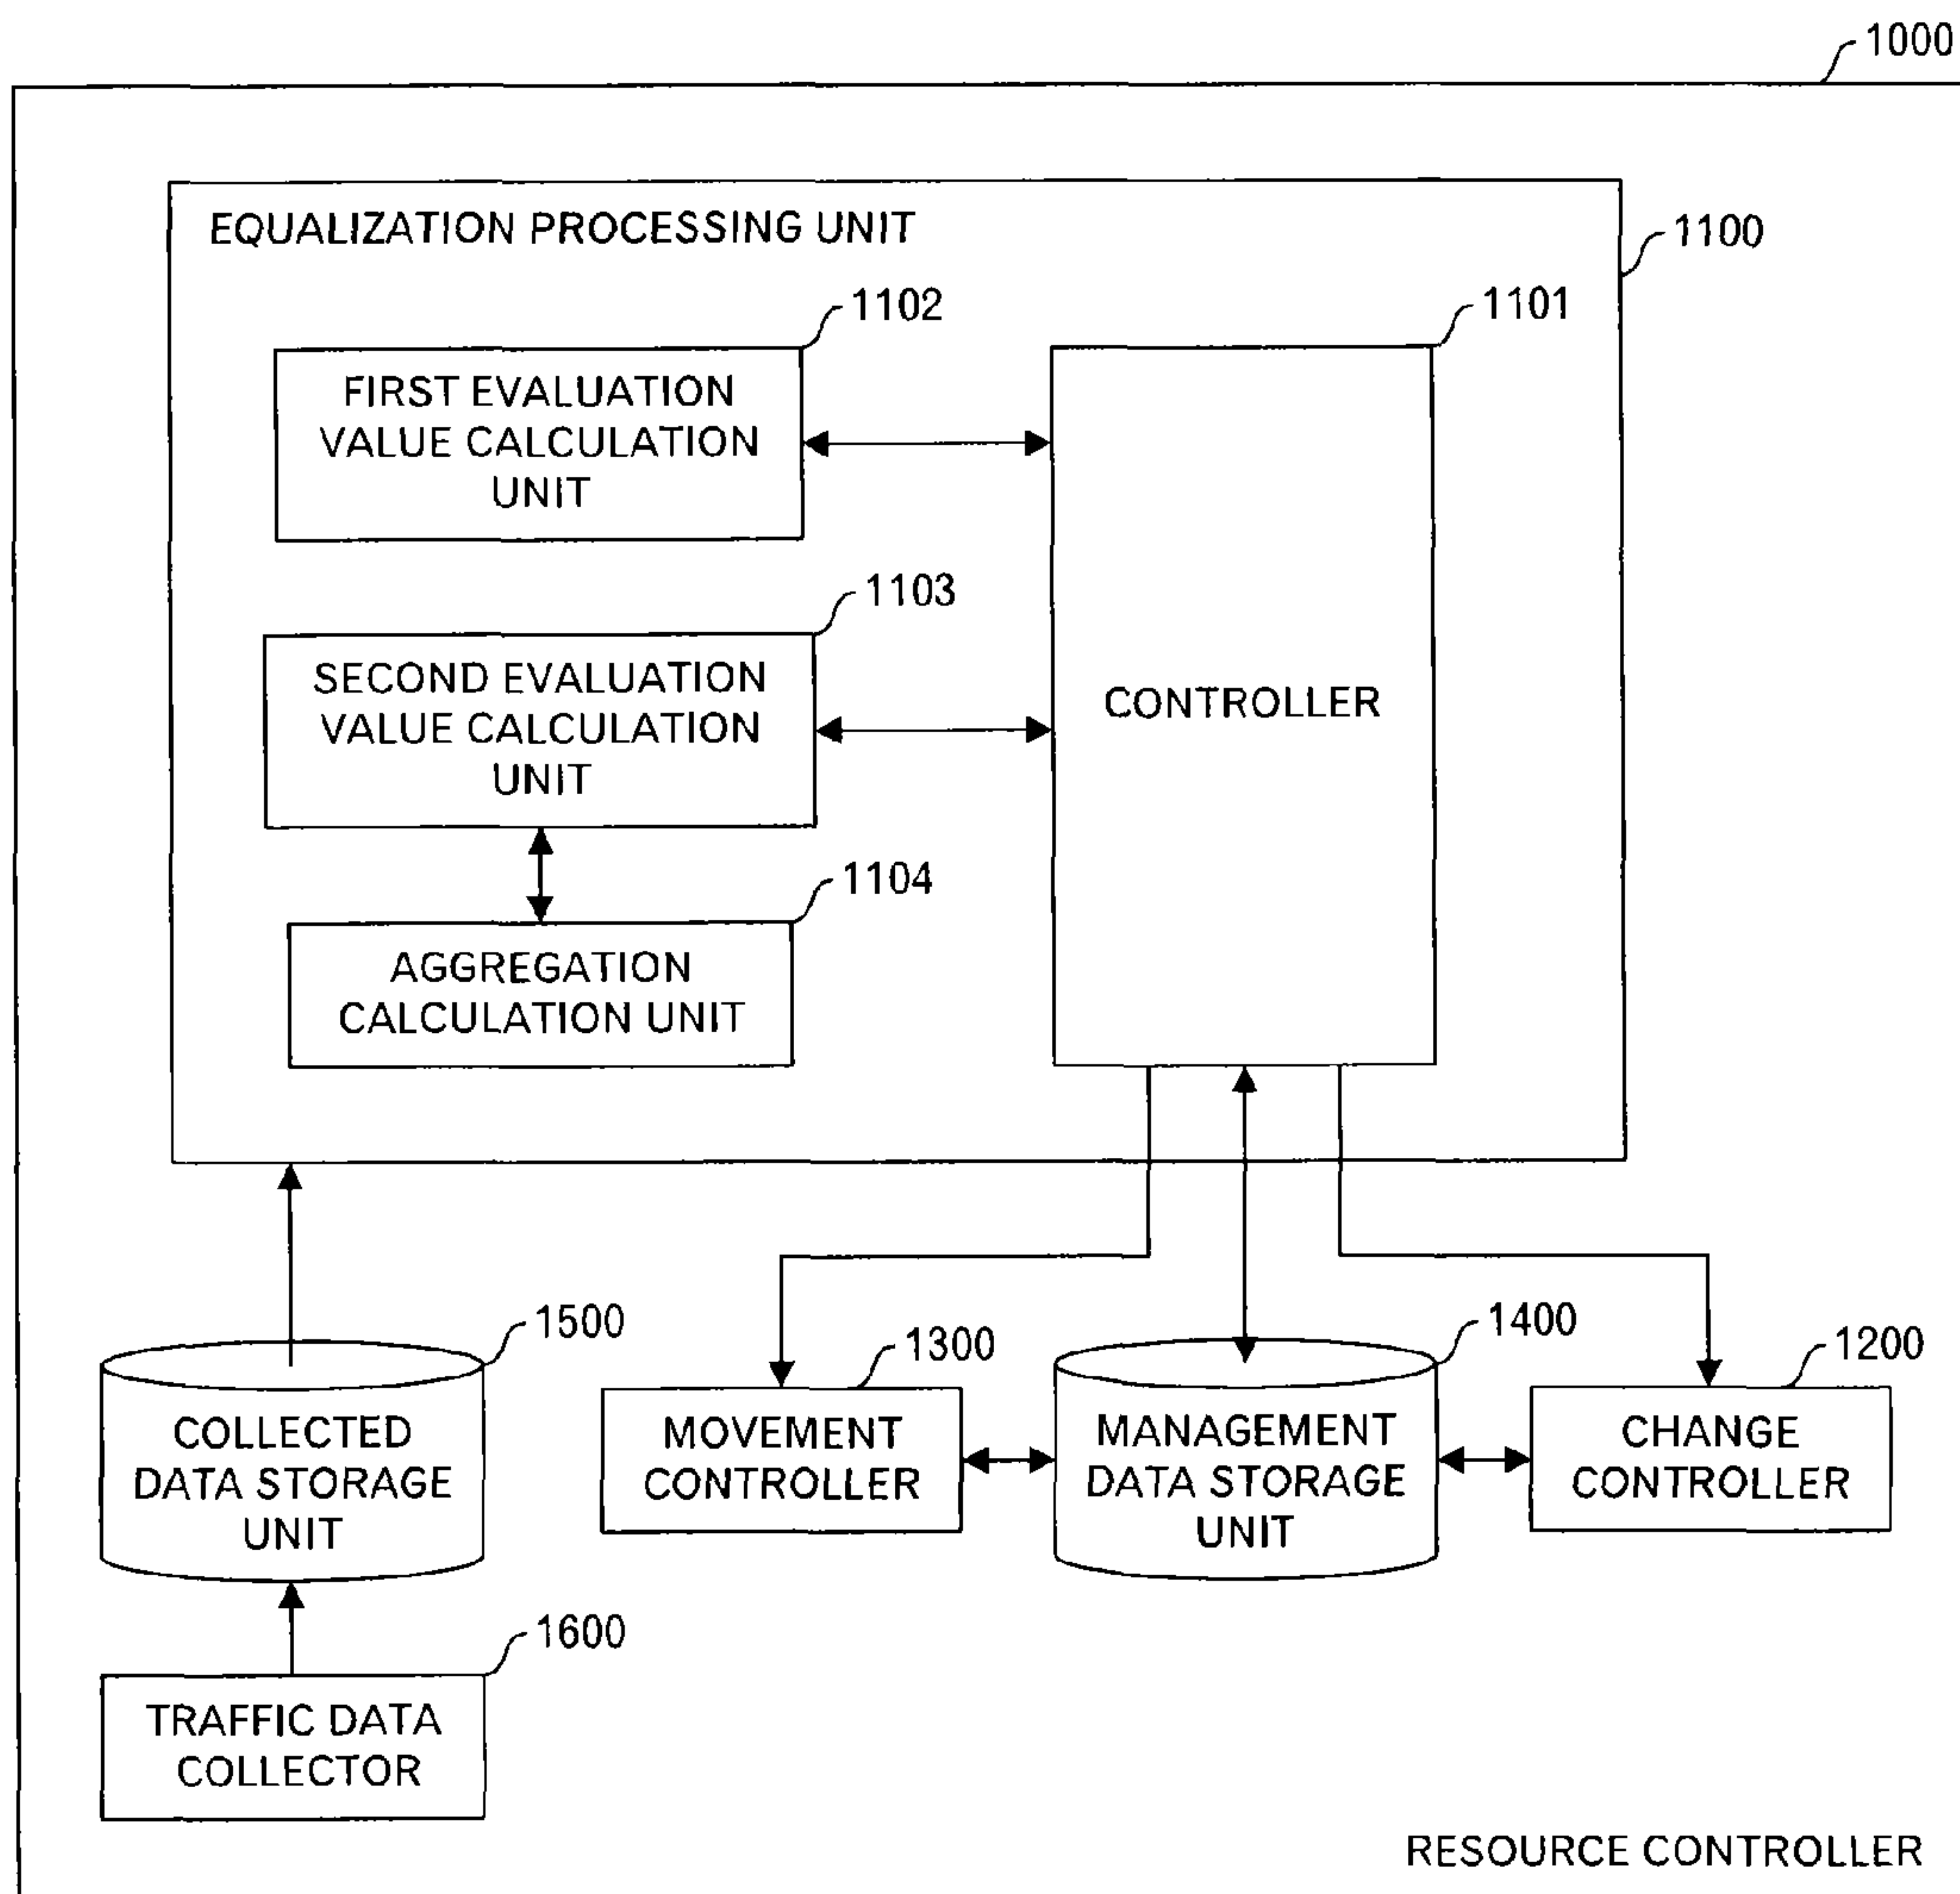 1000
EQUALIZATION PROCESSING UNIT
1100
1102
1101
FIRST EVALUATION
VALUE CALCULATION
UNIT
1103
SECOND EVALUATION
VALUE CALCULATION
UNIT
CONTROLLER
1104
AGGREGATION
CALCULATION UNIT
1500
1300
1400
1200
COLLECTED
DATA STORAGE
UNIT
MOVEMENT
CONTROLLER
MANAGEMENT
DATA STORAGE
UNIT
CHANGE
CONTROLLER
1600
TRAFFIC DATA
COLLECTOR
RESOURCE CONTROLLER